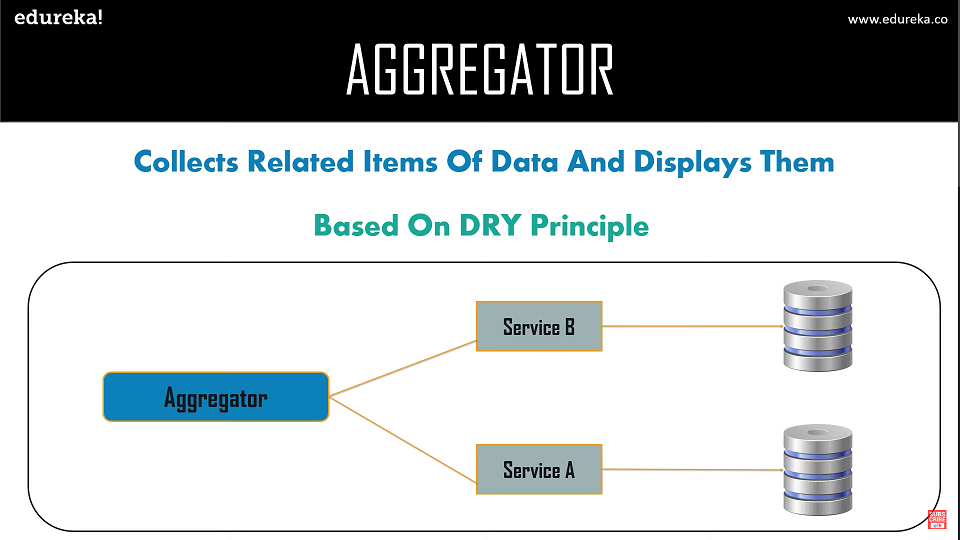 edureka!
www.edureka.co
AGGREGATOR
Collects Related Items Of Data And Displays Them
Based On DRY Principle
Service B
Aggregator
Service A
SUBSCRIBE